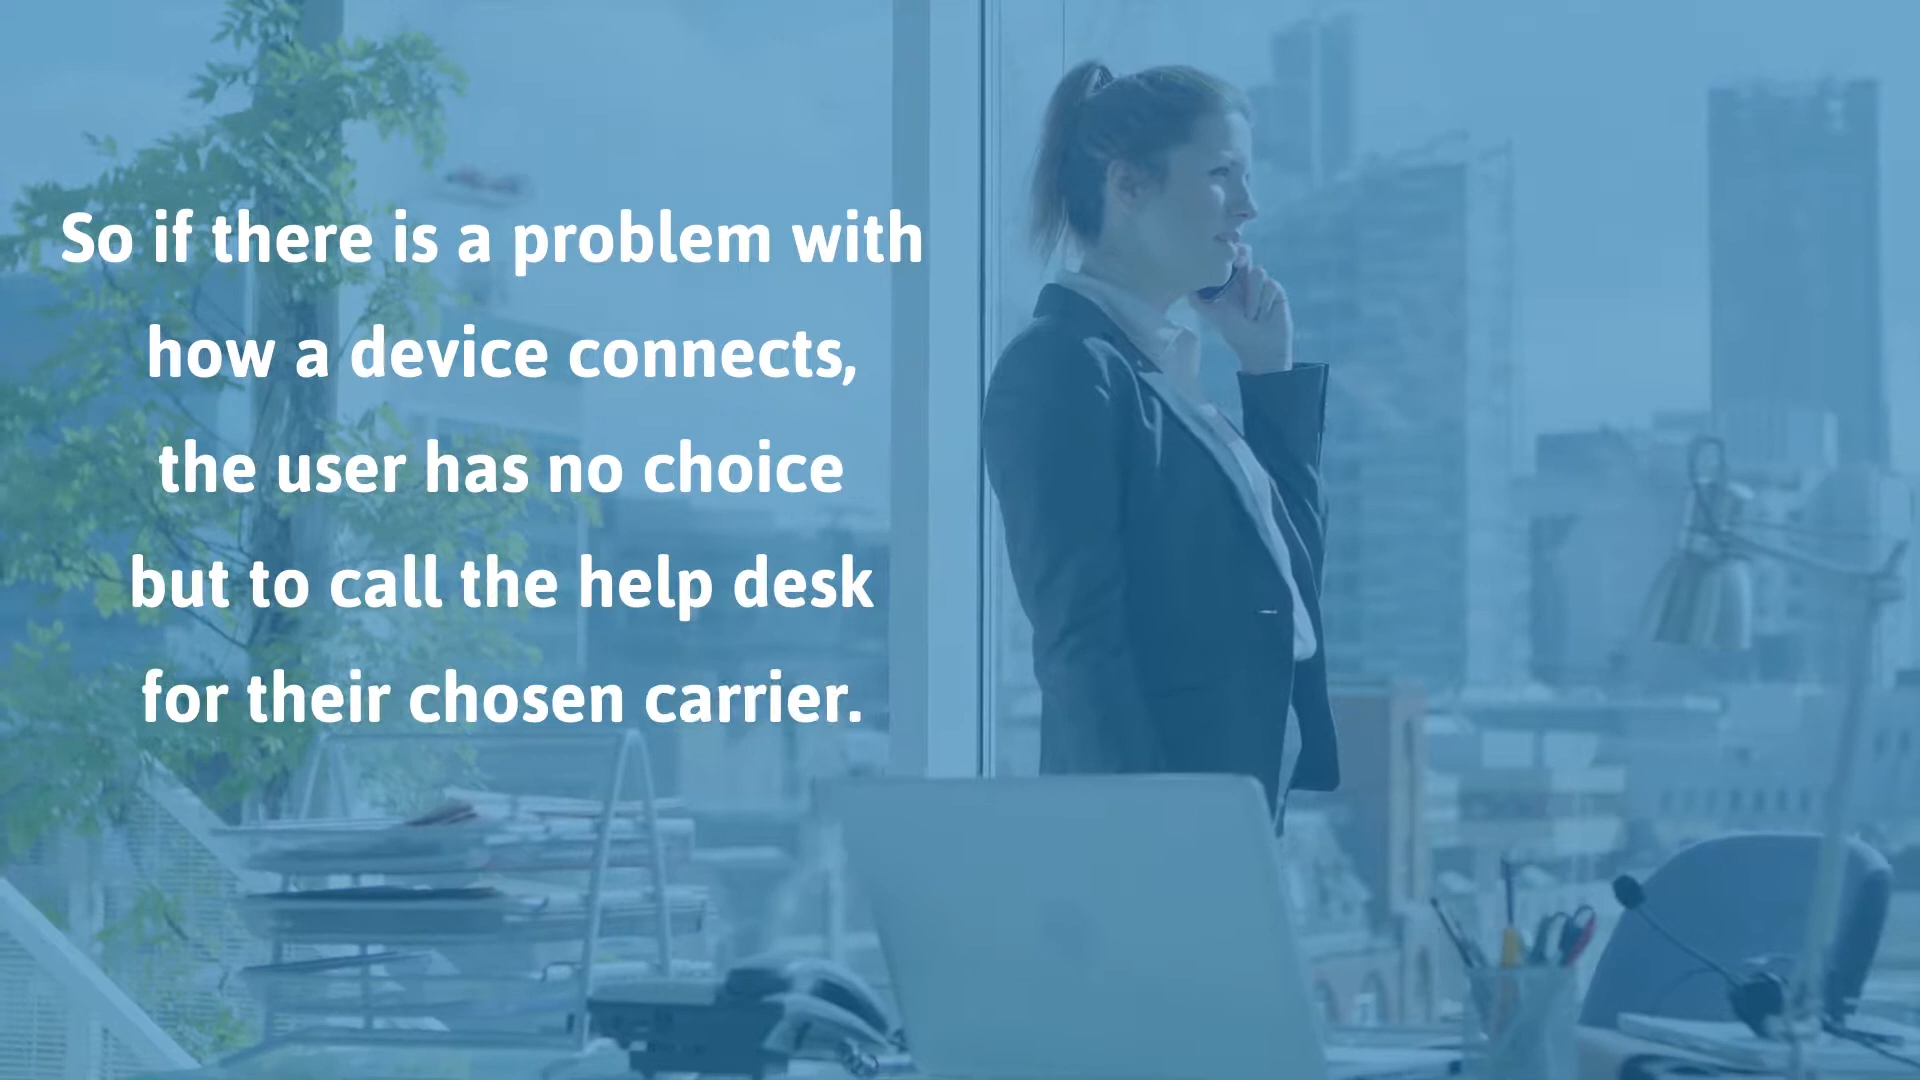 So if there is a problem with
how a device connects,
the user has no choice
but to call the help desk
for their chosen carrier.